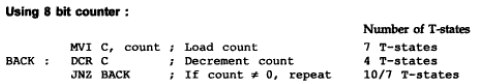 Using 8 bit counter :
Number of T-states
MVI C, count ; Load count 7 T-states
BACK : DCR C ; Decrement count 4 T-states
JNZ BACK ; If count ≠ 0, repeat 10/7 T-states